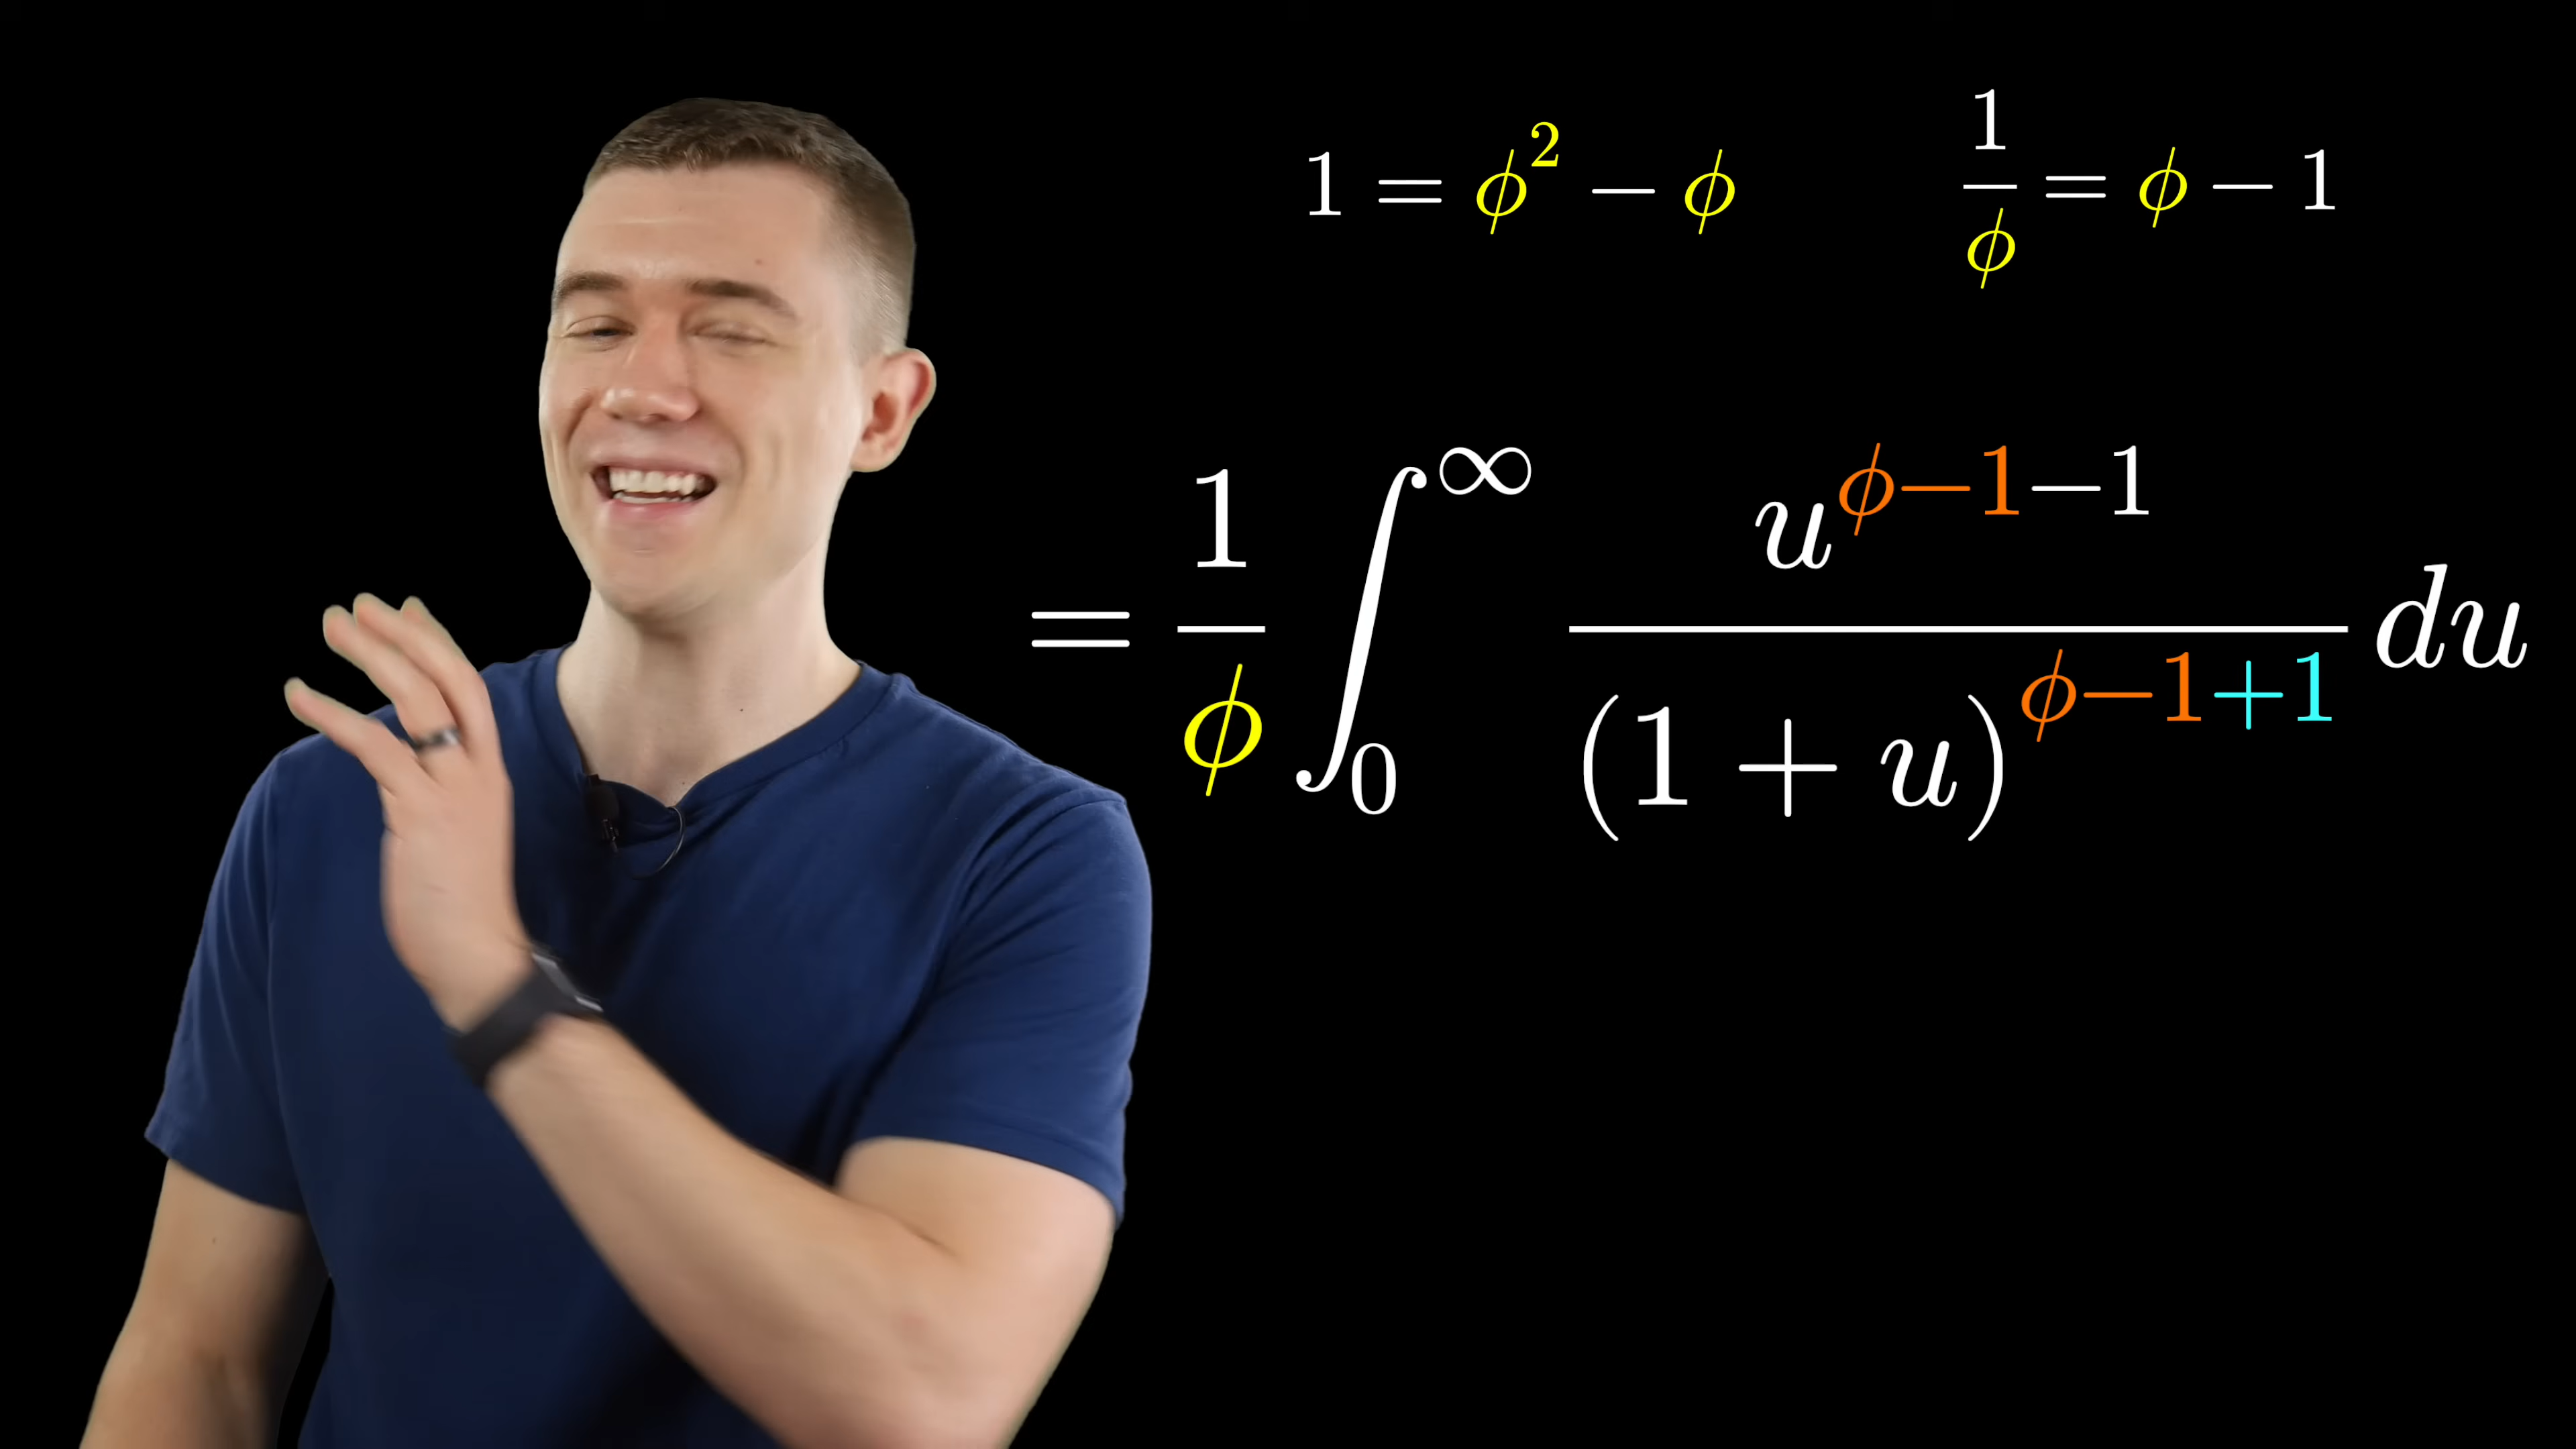 1 = ϕ² − ϕ
1/ϕ = ϕ − 1
= 1/ϕ ∫₀^∞ u^(ϕ−1−1) / (1 + u)^(ϕ−1+1) du